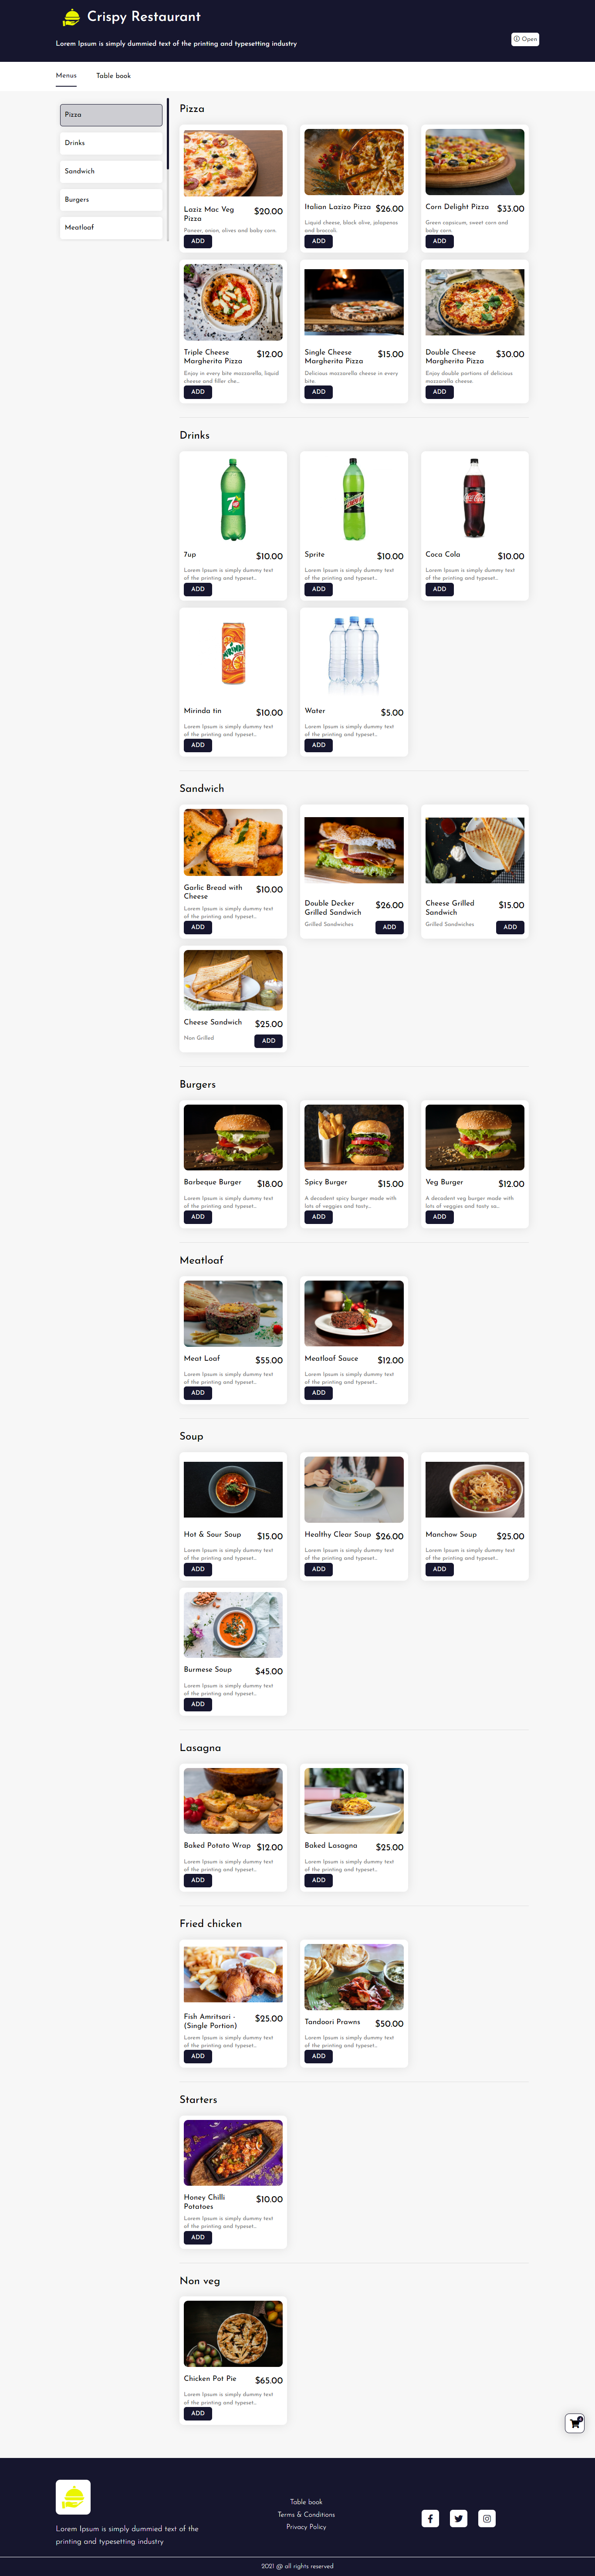 Crispy Restaurant
Lorem Ipsum is simply dummied text of the printing and typesetting industry
Open
Menus
Table book
Pizza
Drinks
Sandwich
Burgers
Meatloaf
Pizza
Laziz Mac Veg
Pizza
$20.00
Paneer, onion, olives and baby corn.
ADD
Italian Lazizo Pizza $26.00
Liquid cheese, black olive, jalapenos
and broccoli.
ADD
Corn Delight Pizza $33.00
Green capsicum, sweet corn and
baby corn.
ADD
Triple Cheese
Margherita Pizza
$12.00
Enjoy in every bite mozzarella, liquid
cheese and filler che...
ADD
Single Cheese
Margherita Pizza
$15.00
Delicious mozzarella cheese in every
bite.
ADD
Double Cheese
Margherita Pizza
$30.00
Enjoy double portions of delicious
mozzarella cheese.
ADD
Drinks
7up $10.00
Lorem Ipsum is simply dummy text
of the printing and typeset...
ADD
Sprite $10.00
Lorem Ipsum is simply dummy text
of the printing and typeset...
ADD
Coca Cola $10.00
Lorem Ipsum is simply dummy text
of the printing and typeset...
ADD
Mirinda tin $10.00
Lorem Ipsum is simply dummy text
of the printing and typeset...
ADD
Water $5.00
Lorem Ipsum is simply dummy text
of the printing and typeset...
ADD
Sandwich
Garlic Bread with
Cheese
$10.00
Lorem Ipsum is simply dummy text
of the printing and typeset...
ADD
Double Decker
Grilled Sandwich
$26.00
Grilled Sandwiches
ADD
Cheese Grilled
Sandwich
$15.00
Grilled Sandwiches
ADD
Cheese Sandwich $25.00
Non Grilled
ADD
Burgers
Barbeque Burger $18.00
Lorem Ipsum is simply dummy text
of the printing and typeset...
ADD
Spicy Burger $15.00
A decadent spicy burger made with
lots of veggies and tasty...
ADD
Veg Burger $12.00
A decadent veg burger made with
lots of veggies and tasty sa...
ADD
Meatloaf
Meat Loaf $55.00
Lorem Ipsum is simply dummy text
of the printing and typeset...
ADD
Meatloaf Sauce $12.00
Lorem Ipsum is simply dummy text
of the printing and typeset...
ADD
Soup
Hot & Sour Soup $15.00
Lorem Ipsum is simply dummy text
of the printing and typeset...
ADD
Healthy Clear Soup $26.00
Lorem Ipsum is simply dummy text
of the printing and typeset...
ADD
Manchow Soup $25.00
Lorem Ipsum is simply dummy text
of the printing and typeset...
ADD
Burmese Soup $45.00
Lorem Ipsum is simply dummy text
of the printing and typeset...
ADD
Lasagna
Baked Potato Wrap $12.00
Lorem Ipsum is simply dummy text
of the printing and typeset...
ADD
Baked Lasagna $25.00
Lorem Ipsum is simply dummy text
of the printing and typeset...
ADD
Fried chicken
Fish Amritsari -
(Single Portion)
$25.00
Lorem Ipsum is simply dummy text
of the printing and typeset...
ADD
Tandoori Prawns $50.00
Lorem Ipsum is simply dummy text
of the printing and typeset...
ADD
Starters
Honey Chilli
Potatoes
$10.00
Lorem Ipsum is simply dummy text
of the printing and typeset...
ADD
Non veg
Chicken Pot Pie $65.00
Lorem Ipsum is simply dummy text
of the printing and typeset...
ADD
Lorem Ipsum is simply dummied text of the
printing and typesetting industry
Table book
Terms & Conditions
Privacy Policy
2021 @ all rights reserved